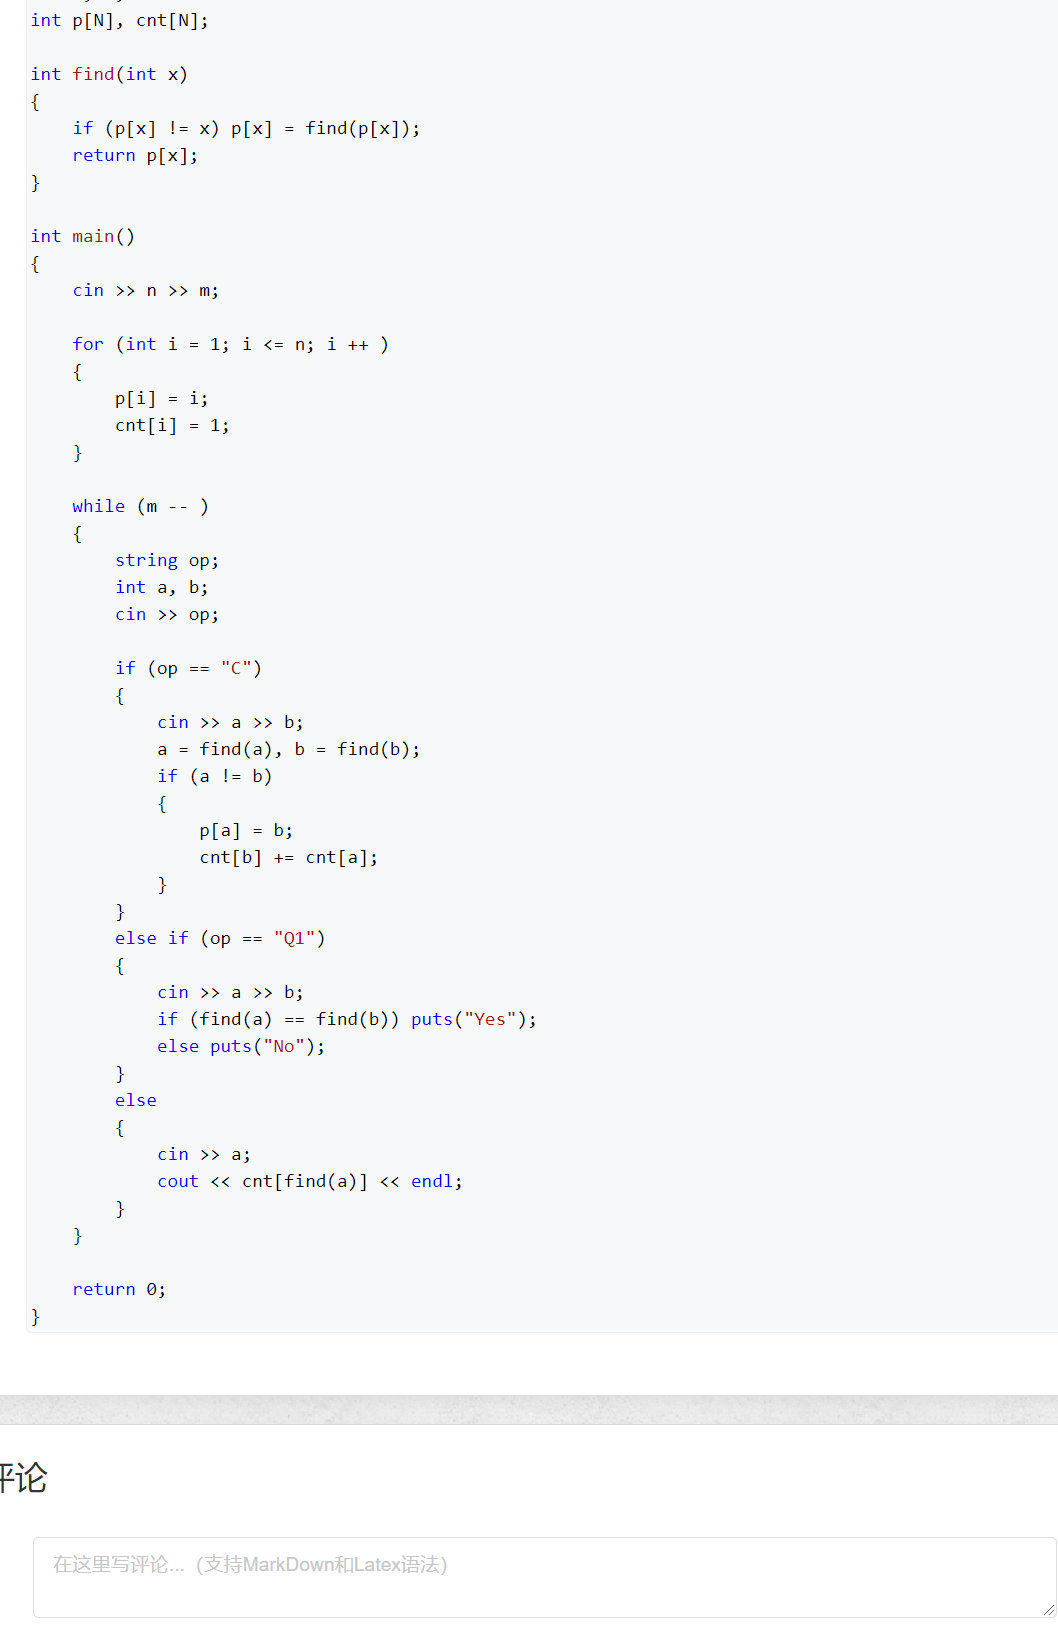 int p[N], cnt[N];
int find(int x)
{
    if (p[x] != x) p[x] = find(p[x]);
    return p[x];
}
int main()
{
    cin >> n >> m;
    for (int i = 1; i <= n; i ++ )
    {
        p[i] = i;
        cnt[i] = 1;
    }
    while (m -- )
    {
        string op;
        int a, b;
        cin >> op;
        if (op == "C")
        {
            cin >> a >> b;
            a = find(a), b = find(b);
            if (a != b)
            {
                p[a] = b;
                cnt[b] += cnt[a];
            }
        }
        else if (op == "Q1")
        {
            cin >> a >> b;
            if (find(a) == find(b)) puts("Yes");
            else puts("No");
        }
        else
        {
            cin >> a;
            cout << cnt[find(a)] << endl;
        }
    }
    return 0;
}
评论
在这里写评论... (支持MarkDown和Latex语法)